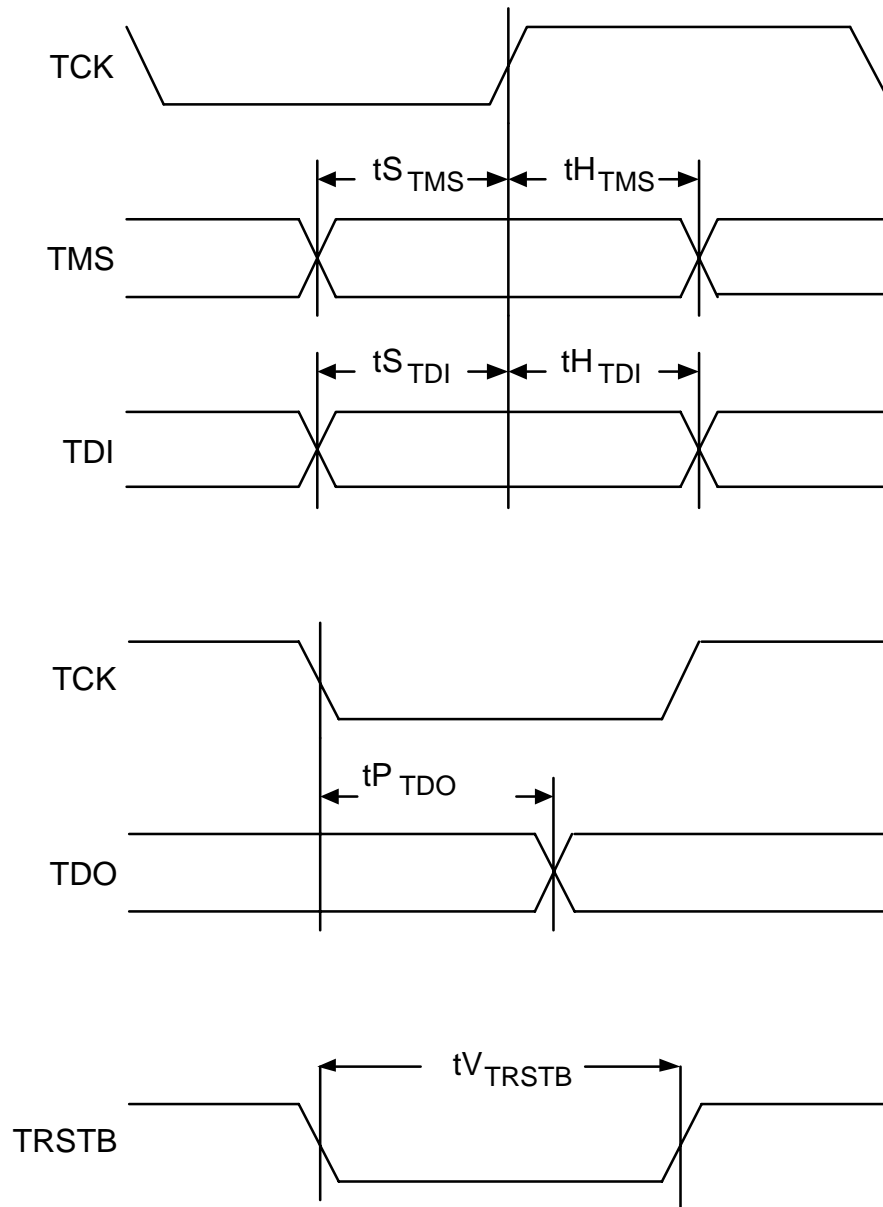 TCK
tS TMS tH TMS
TMS
tS TDI tH TDI
TDI
TCK
tP TDO
TDO
tV TRSTB
TRSTB